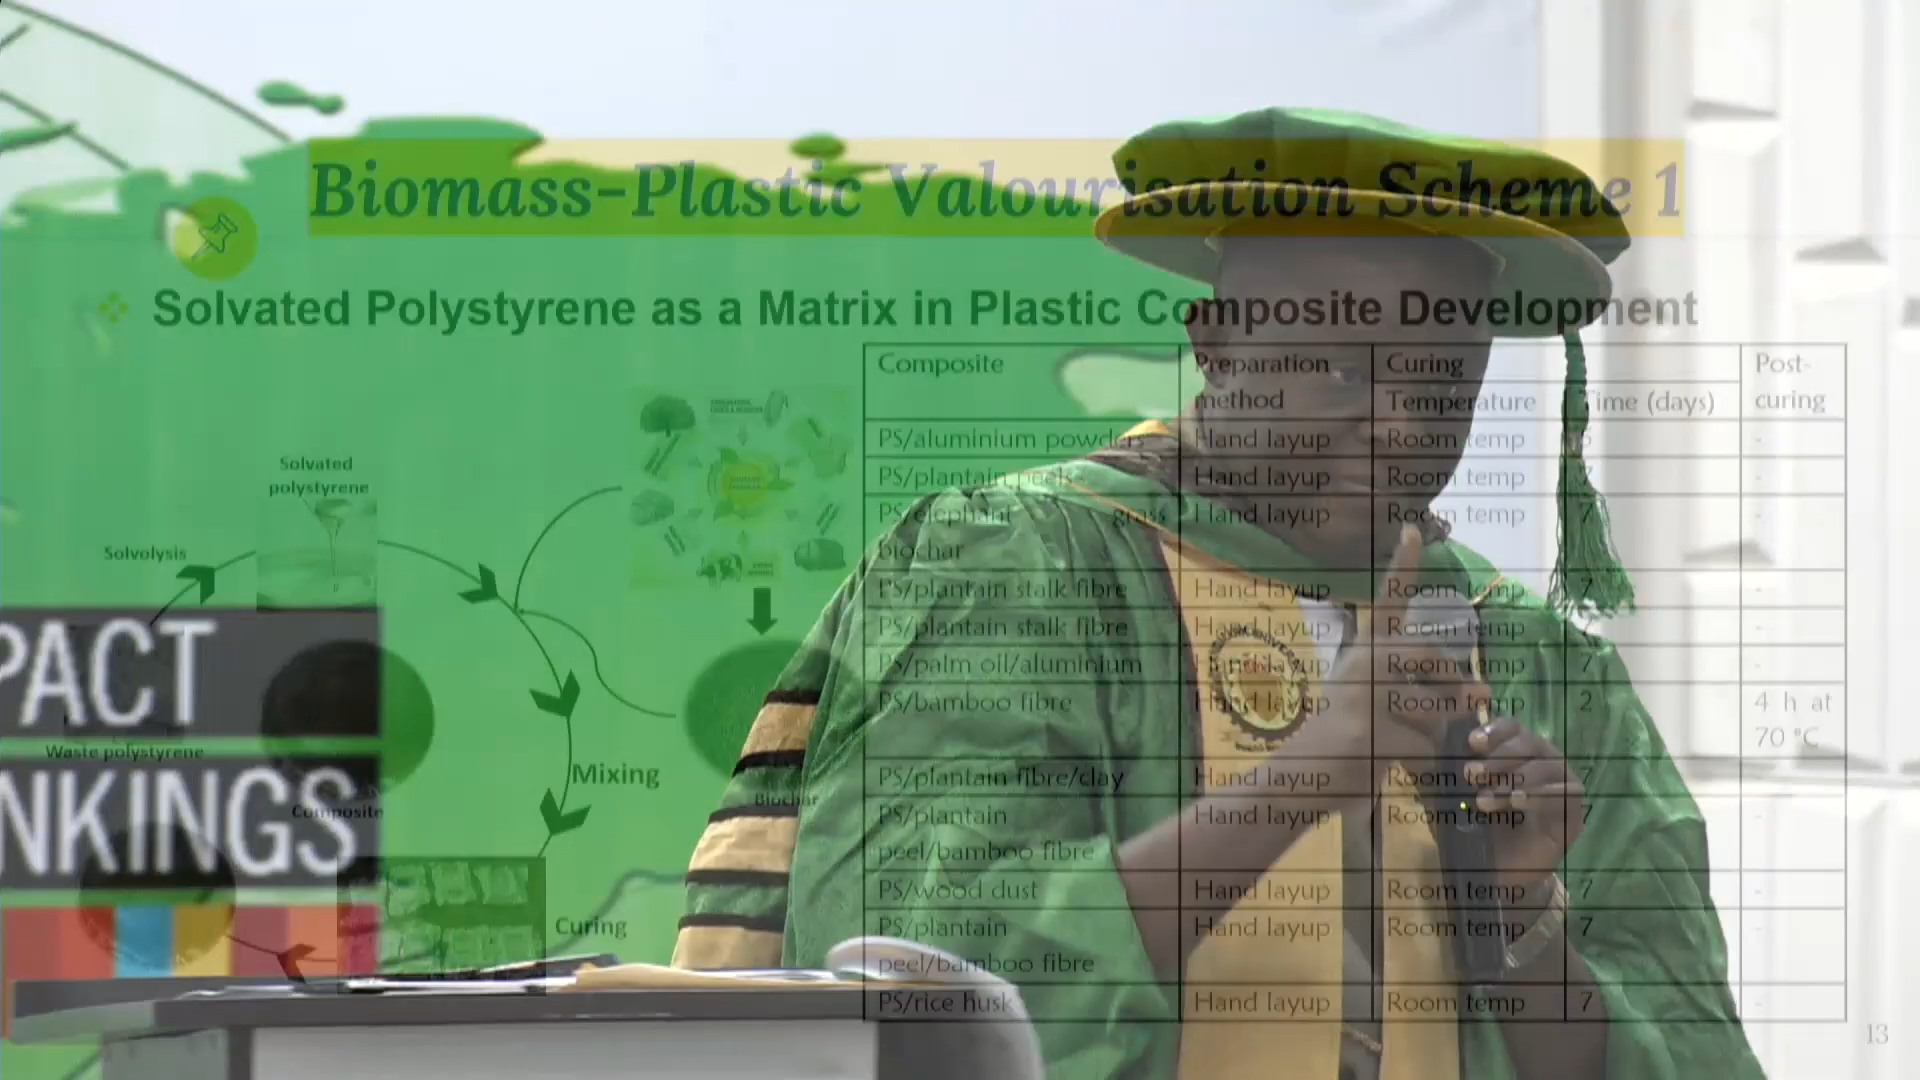 Biomass-Plastic Valourisation Scheme 1
Solvated Polystyrene as a Matrix in Plastic Composite Development
Solvated
polystyrene
Solvolysis
PACT
Waste polystyrene
NKINGS
Composite
Mixing
Biochar
Curing
Composite Preparation method Curing Post-curing
Temperature Time (days)
PS/aluminium powders Hand layup Room temp -
PS/plantain peels Hand layup Room temp 7 -
PS/elephant grass biochar Hand layup Room temp 7 -
PS/plantain stalk fibre Hand layup Room temp 7 -
PS/plantain stalk fibre Hand layup Room temp 7 -
PS/palm oil/aluminium Hand layup Room temp 7 -
PS/bamboo fibre Hand layup Room temp 2 4 h at 70 °C
PS/plantain fibre/clay Hand layup Room temp 7 -
PS/plantain peel/bamboo fibre Hand layup Room temp 7 -
PS/wood dust Hand layup Room temp 7 -
PS/plantain peel/bamboo fibre Hand layup Room temp 7 -
PS/rice husk Hand layup Room temp 7 -
13